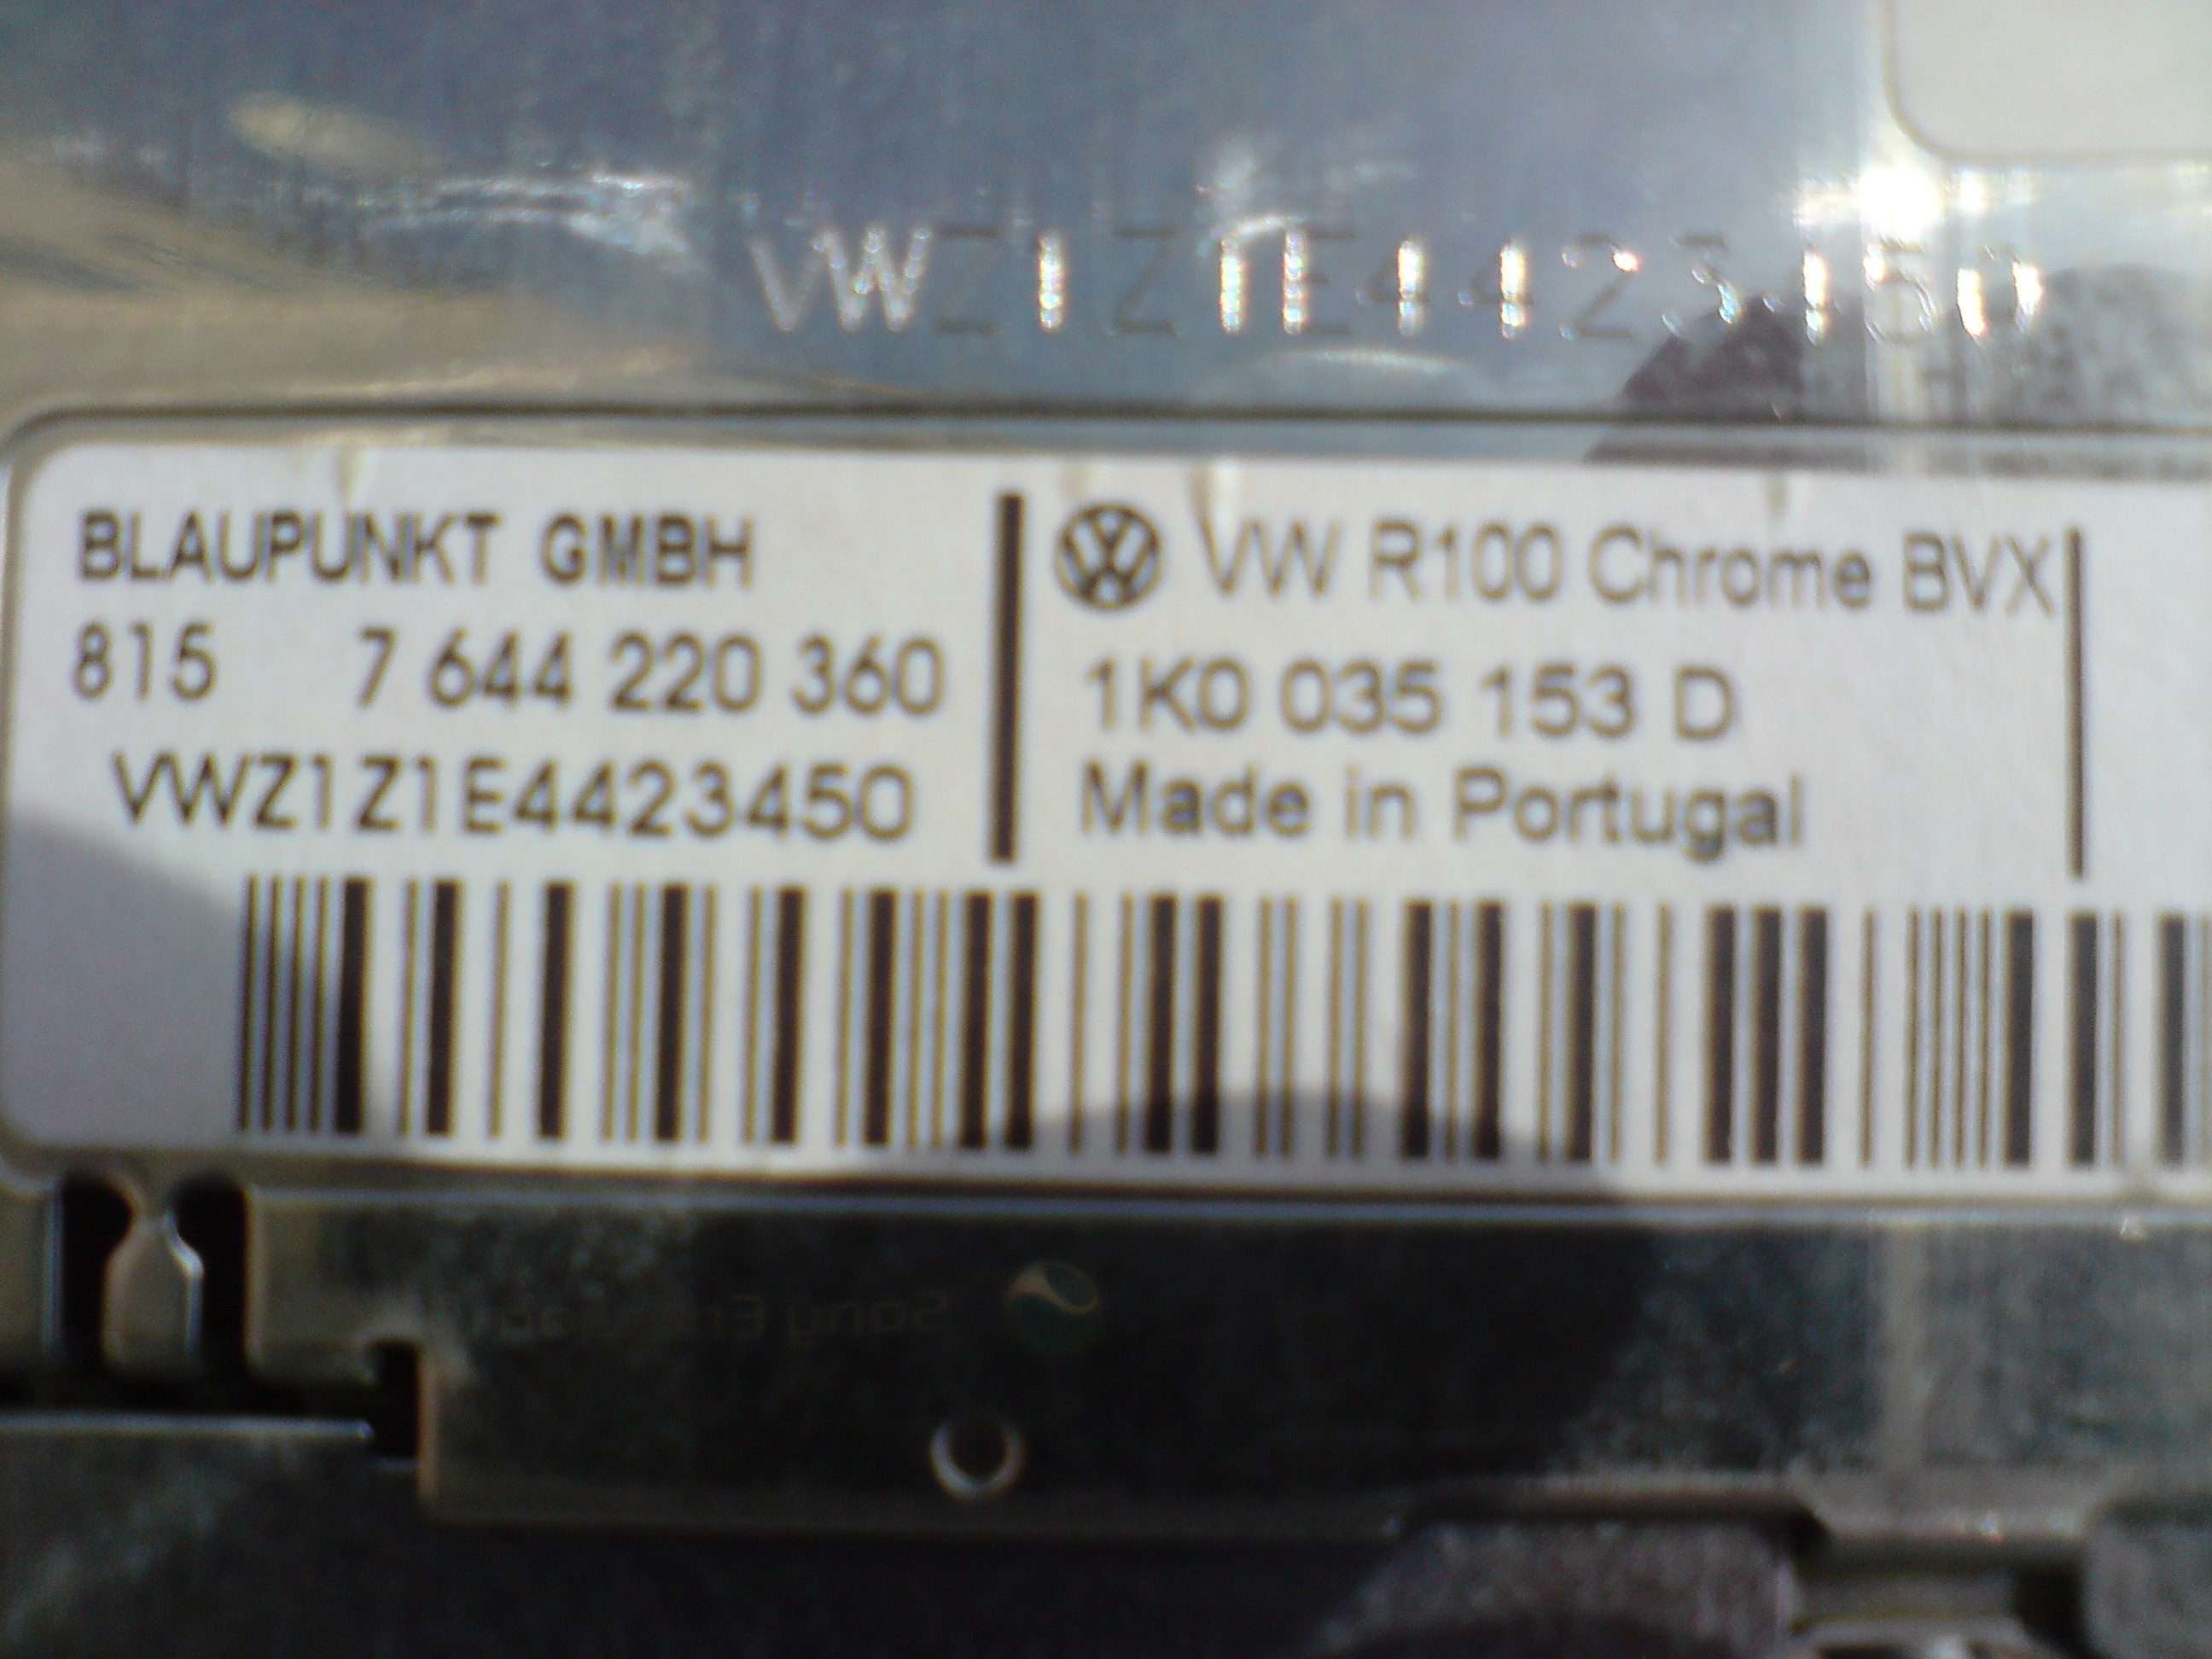 VWZ1Z1E4423450
BLAUPUNKT GMBH
815 7 644 220 360
VWZ1Z1E4423450
VW R100 Chrome BVX
1K0 035 153 D
Made in Portugal
Sony